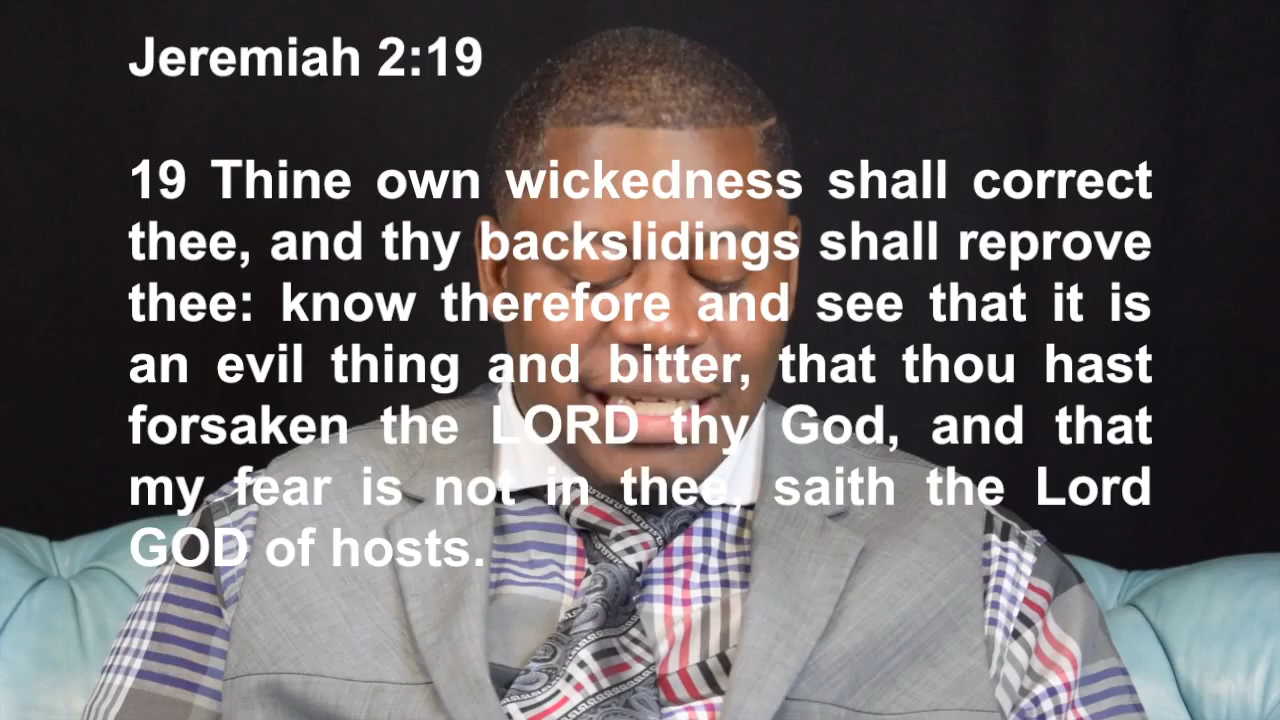 Jeremiah 2:19
19 Thine own wickedness shall correct
thee, and thy backslidings shall reprove
thee: know therefore and see that it is
an evil thing and bitter, that thou hast
forsaken the LORD thy God, and that
my fear is not in thee, saith the Lord
GOD of hosts.